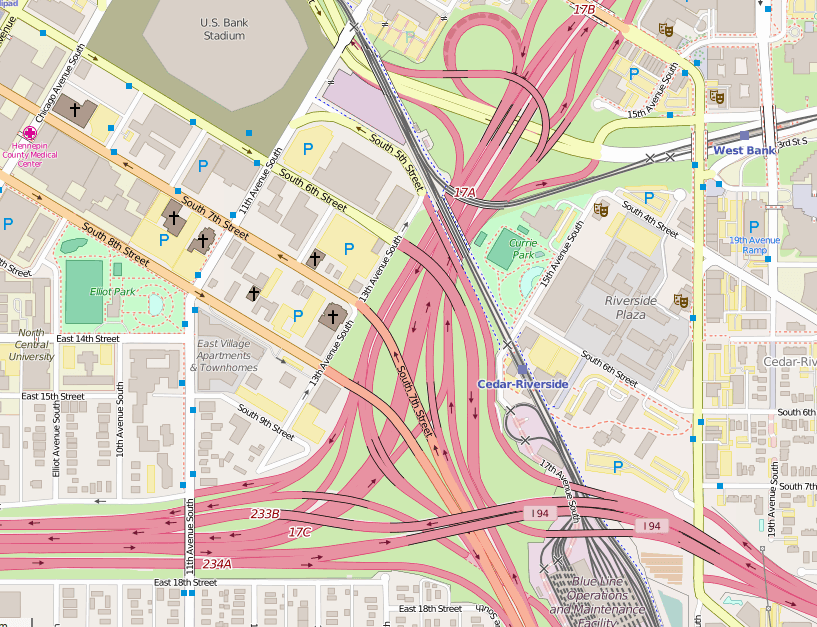 17B
U.S. Bank
Stadium
Chicago Avenue South
15th Avenue South
P
Hennepin
County Medical
Center
P
P
South 5th Street
West Bank
3rd St S
11th Avenue South
South 6th Street
17A
P
South 7th Street
South 4th Street
P
P
P
P
19th Avenue
Ramp
South 8th Street
13th Avenue South
Currie
Park
15th Avenue South
Elliot Park
Riverside
Plaza
P
North
Central
University
East 14th Street
East Village
Apartments
& Townhomes
13th Avenue South
South 7th Street
South 6th Street
Cedar-Riverside
Cedar-Riv
East 15th Street
Elliot Avenue South
10th Avenue South
South 9th Street
South 6th
P
17th Avenue South
South 7th
19th Avenue South
11th Avenue South
233B
17C
I 94
I 94
234A
East 18th Street
East 18th Street
Blue Line
Operations
and Maintenance
Facility